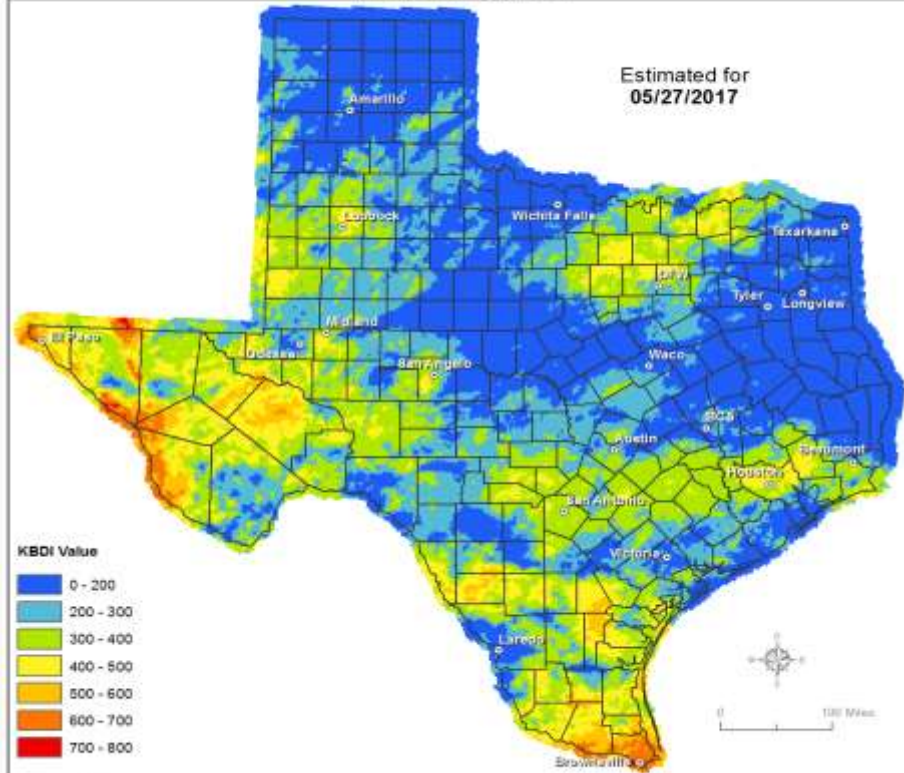 Estimated for
05/27/2017
Amarillo
Lubbock
Wichita Falls
Texarkana
DFW
Tyler
Longview
El Paso
Midland
Odessa
San Angelo
Waco
BCS
Austin
Beaumont
Houston
San Antonio
Victoria
Laredo
Brownsville
KBDI Value
0 - 200
200 - 300
300 - 400
400 - 500
500 - 600
600 - 700
700 - 800
0 100 Miles